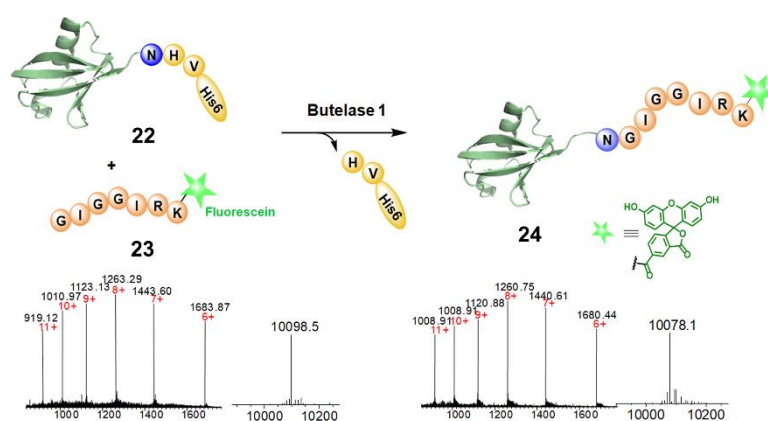 N H V His6
22
+
G I G G I R K
Fluorescein
23
Butelase 1
H V His6
N G I G G I R K
24
HO
O
OH
O
O
O
919.12
11+
1010.97
10+
1123.13
9+
1263.29
8+
1443.60
7+
1683.87
6+
1000 1200 1400 1600
10098.5
10000 10200
1008.91
11+
1008.91
10+
1120.88
9+
1260.75
8+
1440.61
7+
1680.44
6+
1000 1200 1400 1600
10078.1
10000 10200